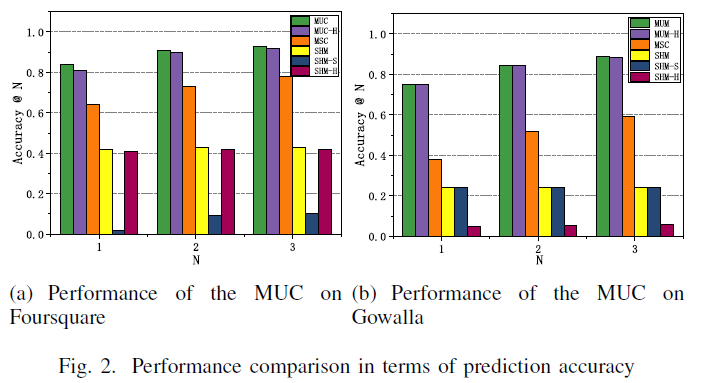 MUC
MUC-H
MSC
SHM
SHM-S
SHM-H
1.0
0.8
0.6
0.4
0.2
0.0
Accuracy @ N
1 2 3
N
MUM
MUM-H
MSC
SHM
SHM-S
SHM-H
1.0
0.8
0.6
0.4
0.2
0.0
Accuracy @ N
1 2 3
N
(a) Performance of the MUC on
Foursquare
(b) Performance of the MUC on
Gowalla
Fig. 2. Performance comparison in terms of prediction accuracy